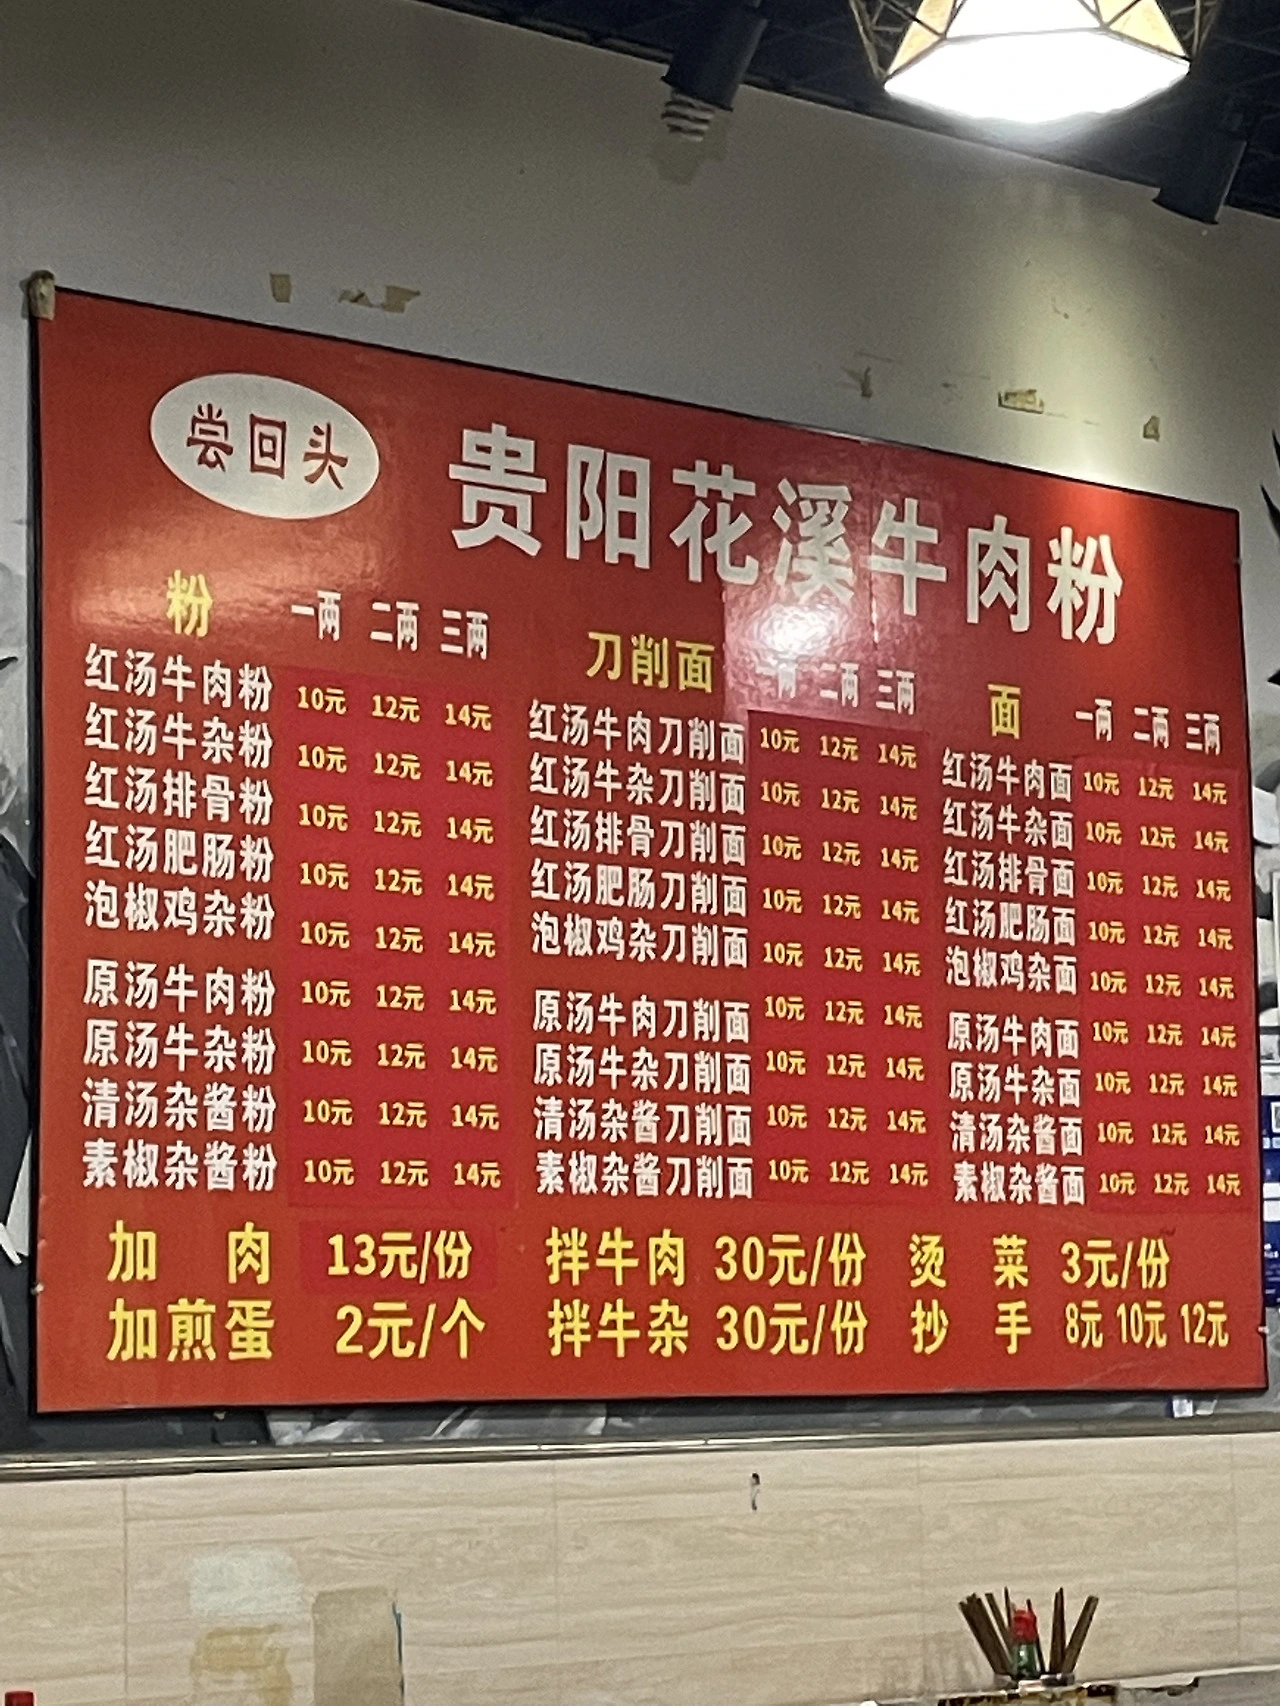 尝回头
贵阳花溪牛肉粉
粉 一两 二两 三两
红汤牛肉粉 10元 12元 14元
红汤牛杂粉 10元 12元 14元
红汤排骨粉 10元 12元 14元
红汤肥肠粉 10元 12元 14元
泡椒鸡杂粉 10元 12元 14元
原汤牛肉粉 10元 12元 14元
原汤牛杂粉 10元 12元 14元
清汤杂酱粉 10元 12元 14元
素椒杂酱粉 10元 12元 14元
刀削面 一两 二两 三两
红汤牛肉刀削面 10元 12元 14元
红汤牛杂刀削面 10元 12元 14元
红汤排骨刀削面 10元 12元 14元
红汤肥肠刀削面 10元 12元 14元
泡椒鸡杂刀削面 10元 12元 14元
原汤牛肉刀削面 10元 12元 14元
原汤牛杂刀削面 10元 12元 14元
清汤杂酱刀削面 10元 12元 14元
素椒杂酱刀削面 10元 12元 14元
面 一两 二两 三两
红汤牛肉面 10元 12元 14元
红汤牛杂面 10元 12元 14元
红汤排骨面 10元 12元 14元
红汤肥肠面 10元 12元 14元
泡椒鸡杂面 10元 12元 14元
原汤牛肉面 10元 12元 14元
原汤牛杂面 10元 12元 14元
清汤杂酱面 10元 12元 14元
素椒杂酱面 10元 12元 14元
加肉 13元/份 拌牛肉 30元/份 烫菜 3元/份
加煎蛋 2元/个 拌牛杂 30元/份 抄手 8元 10元 12元